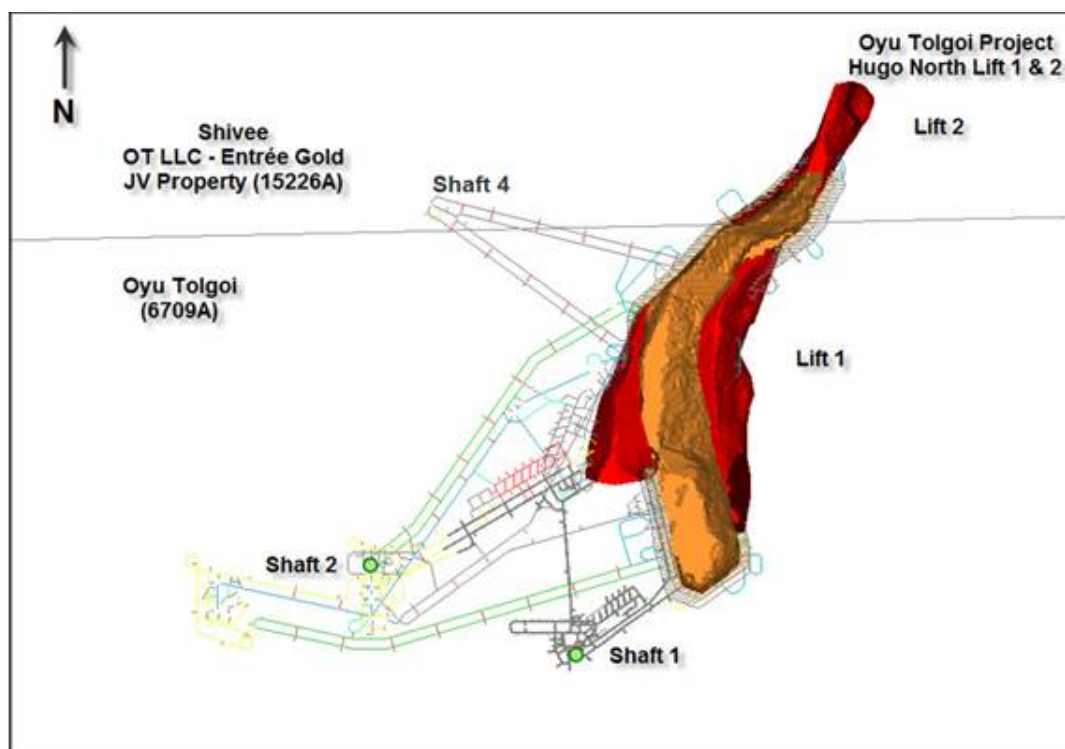 N
Oyu Tolgoi Project
Hugo North Lift 1 & 2
Lift 2
Shivee
OT LLC - Entrée Gold
JV Property (15226A)
Shaft 4
Oyu Tolgoi
(6709A)
Lift 1
Shaft 2
Shaft 1